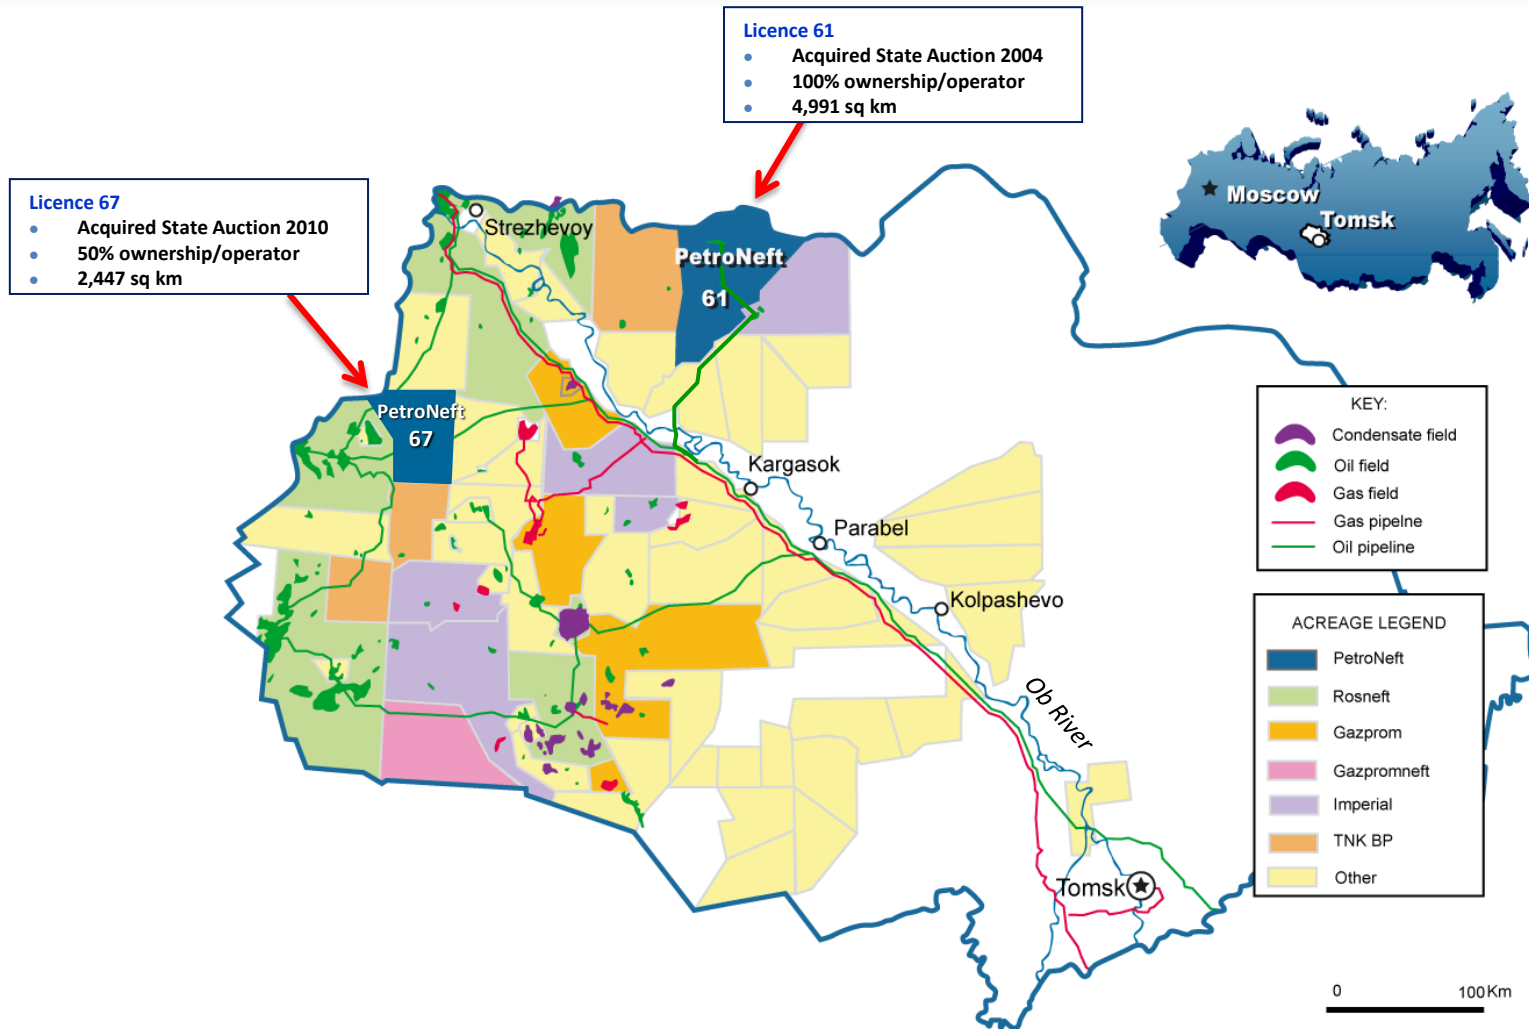 Licence 61
• Acquired State Auction 2004
• 100% ownership/operator
• 4,991 sq km
Licence 67
• Acquired State Auction 2010
• 50% ownership/operator
• 2,447 sq km
Moscow
Tomsk
Strezhevoy
PetroNeft
61
PetroNeft
67
Kargasok
Parabel
Kolpashevo
Ob River
Tomsk
KEY:
Condensate field
Oil field
Gas field
Gas pipelne
Oil pipeline
ACREAGE LEGEND
PetroNeft
Rosneft
Gazprom
Gazpromneft
Imperial
TNK BP
Other
0 100 Km